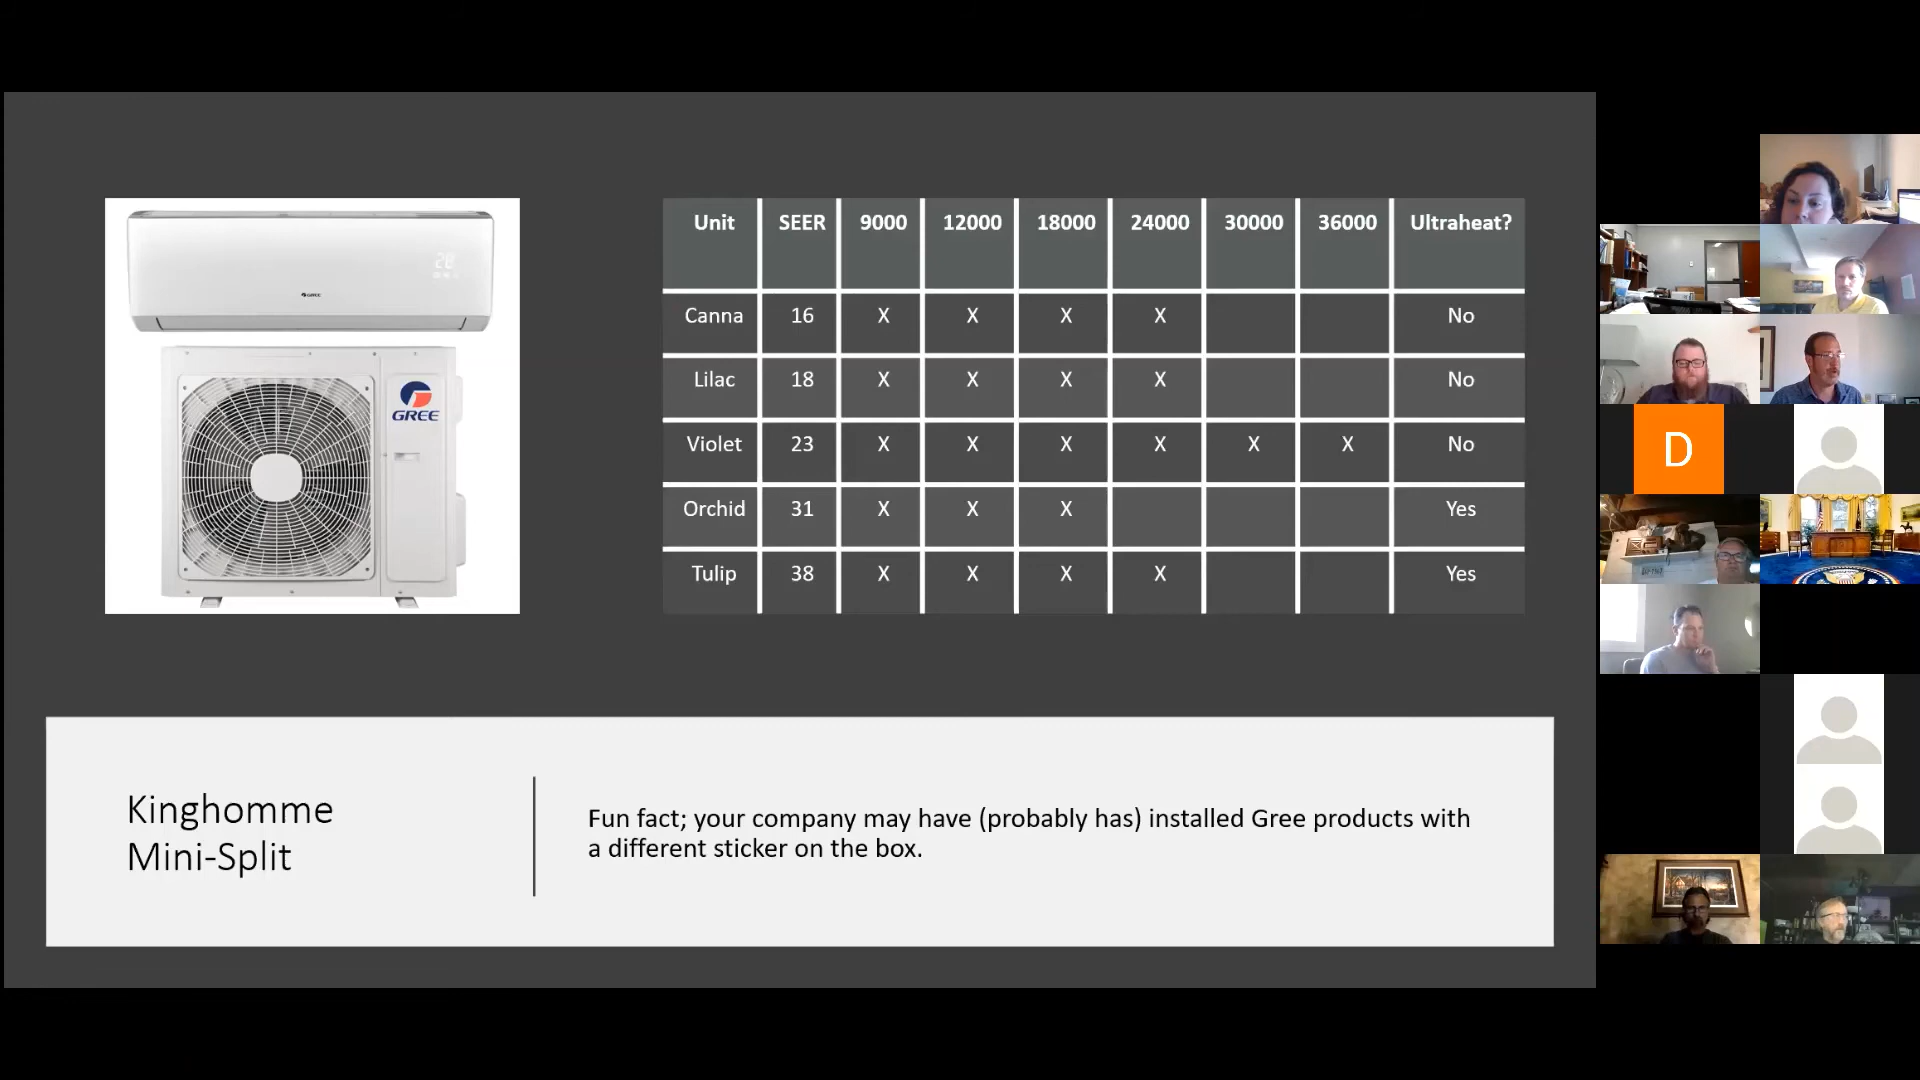 28
GREE
GREE
Unit SEER 9000 12000 18000 24000 30000 36000 Ultraheat?
Canna 16 X X X X No
Lilac 18 X X X X No
Violet 23 X X X X X X No
Orchid 31 X X X Yes
Tulip 38 X X X X Yes
Kinghomme
Mini-Split
Fun fact; your company may have (probably has) installed Gree products with
a different sticker on the box.
D